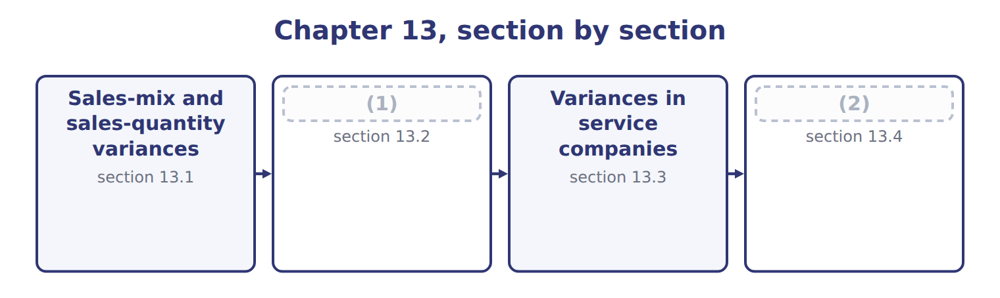 Chapter 13, section by section
Sales-mix and
sales-quantity
variances
section 13.1
(1)
section 13.2
Variances in
service
companies
section 13.3
(2)
section 13.4